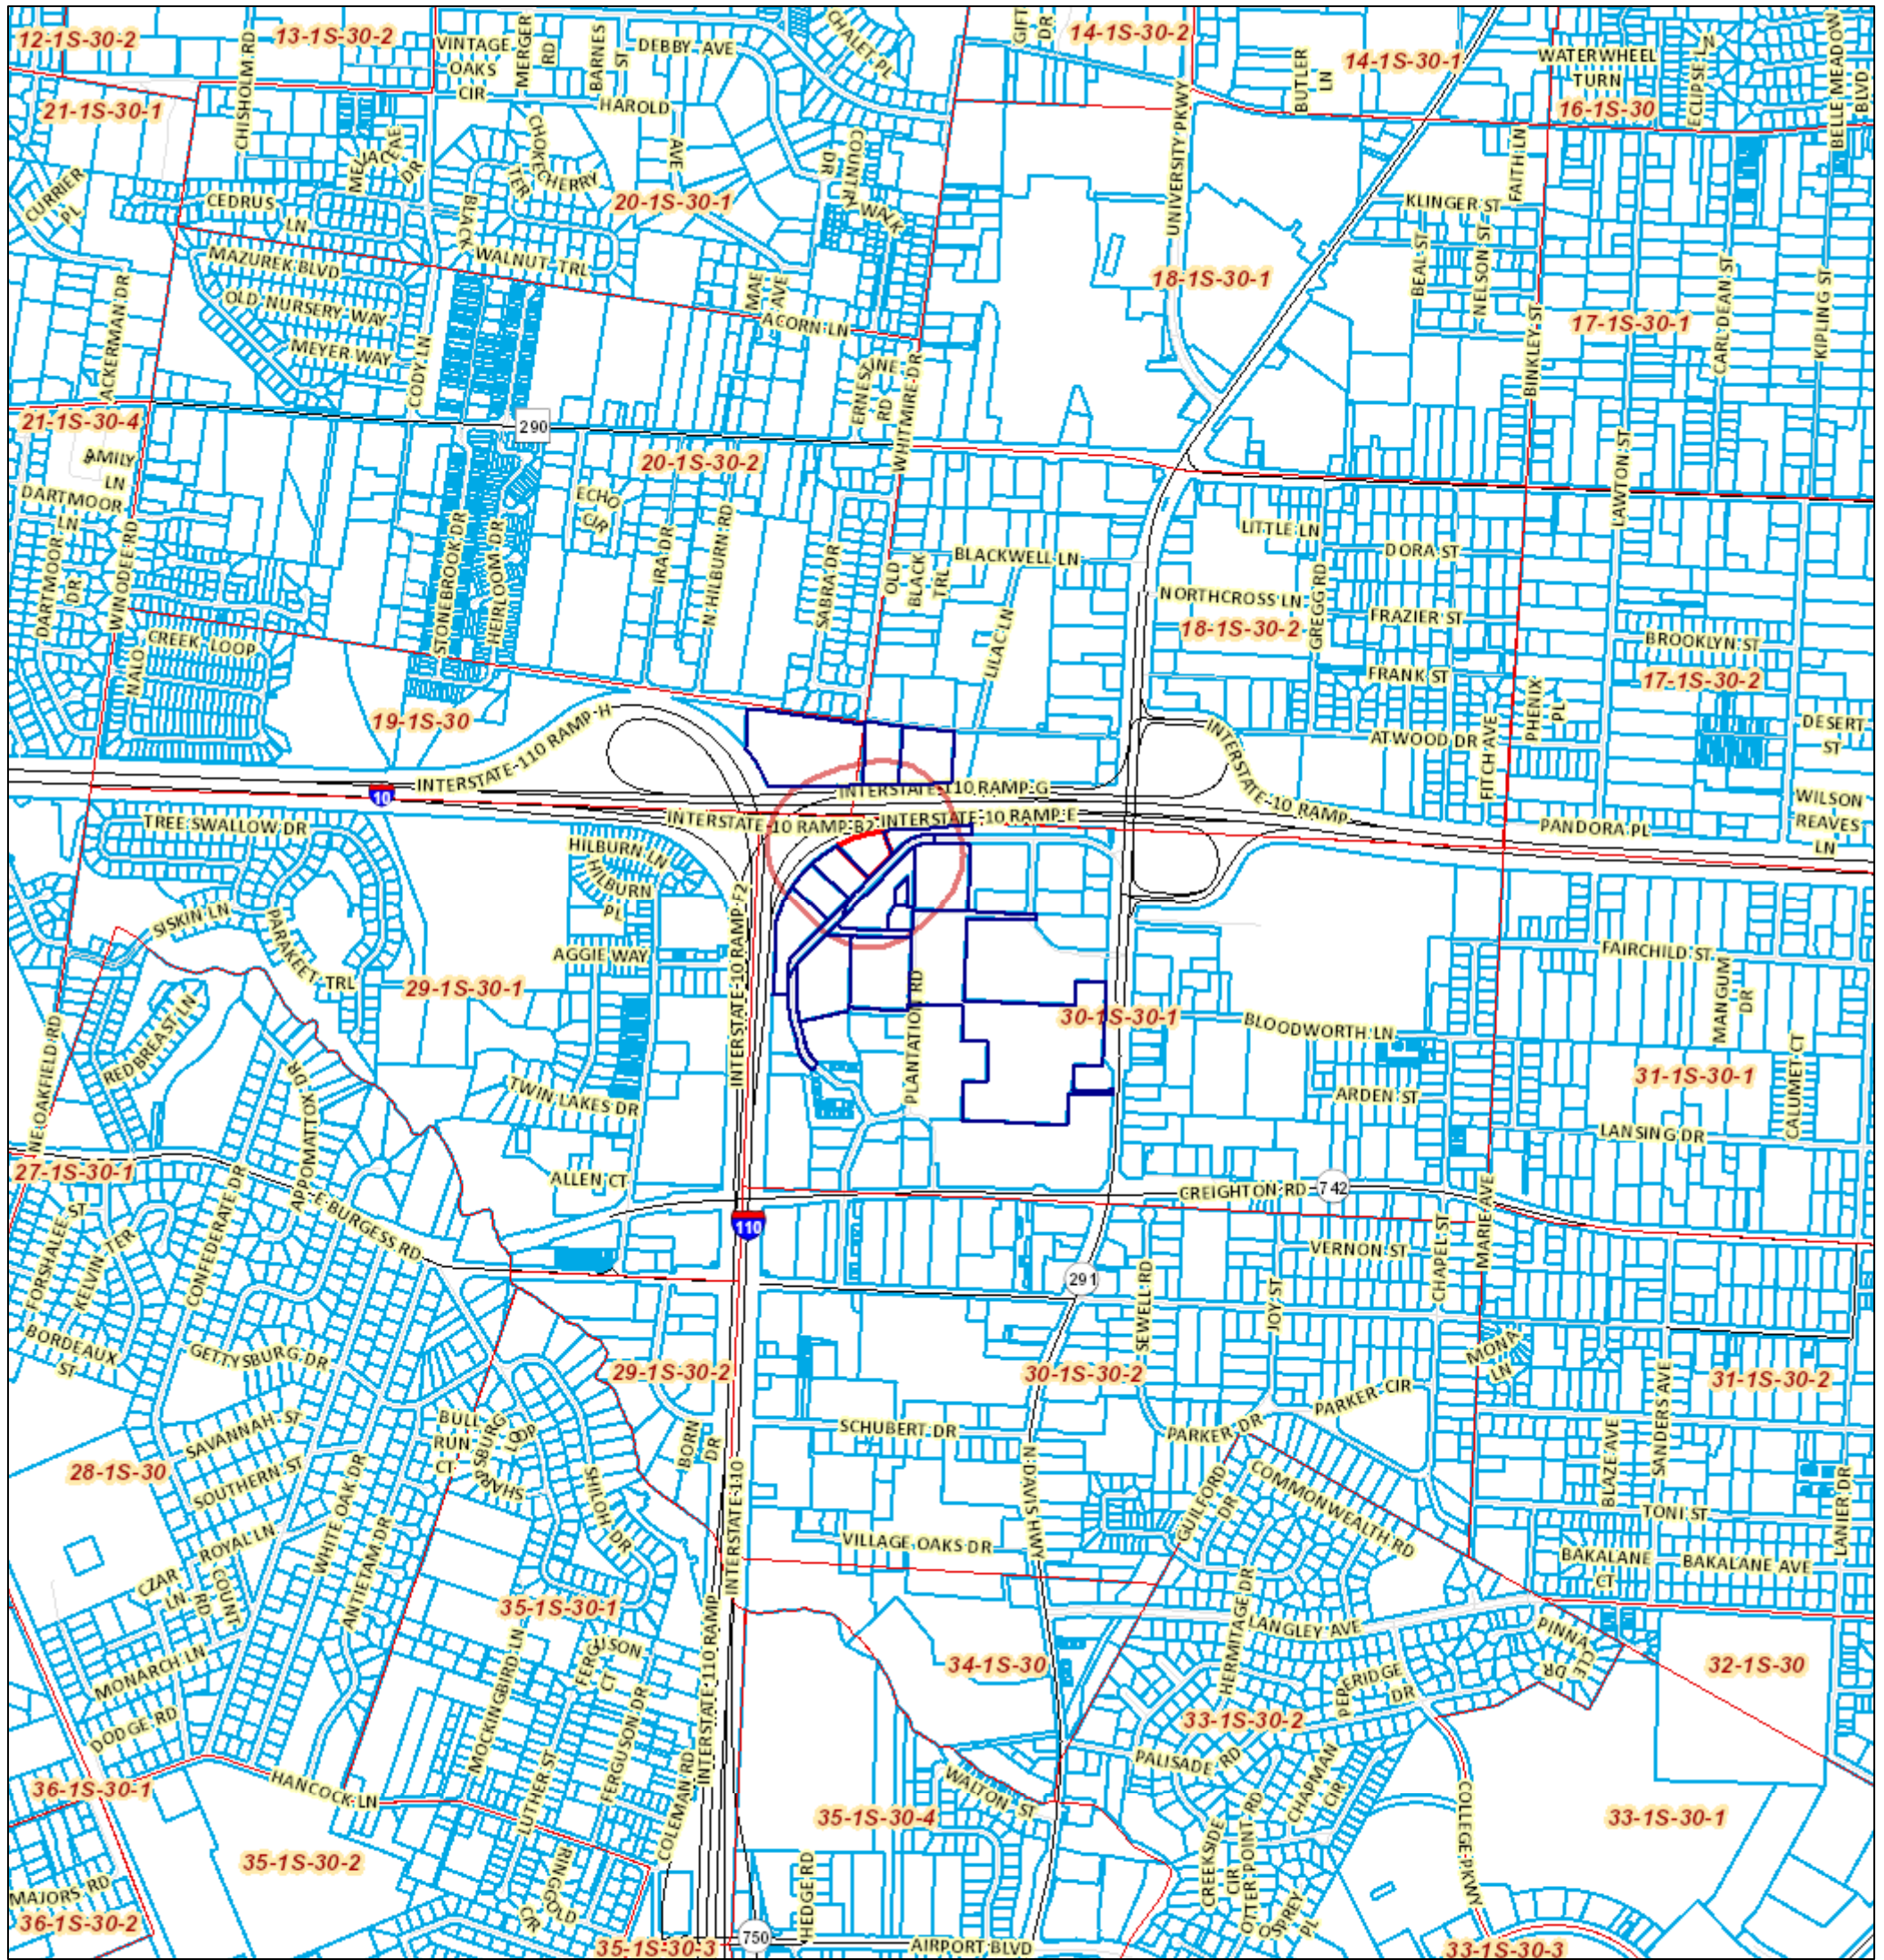 12-1S-30-2
13-1S-30-2
CHISHOLM RD
VINTAGE
OAKS
CIR
MERGER
RD
BARNES
ST
DEBBY AVE
CHALET PL
GIFT
DR
14-1S-30-2
BUTLER
LN
14-1S-30-1
WATERWHEEL
TURN
16-1S-30
ECLIPSE LN
BELLE MEADOW
BLVD
21-1S-30-1
HAROLD
AVE
CHOKECHERRY
TER
COUNTRY WALK
DR
UNIVERSITY PKWY
FAITH LN
CURRIER
PL
CEDRUS
LN
DR
BLACK
WALNUT TRL
20-1S-30-1
KLINGER ST
BEAL ST
NELSON ST
MAZUREK BLVD
18-1S-30-1
OLD NURSERY WAY
MAE
AVE
ACORN LN
BINKLEY ST
17-1S-30-1
CARL DEAN ST
KIPLING ST
MEYER WAY
ACKERMAN DR
CODY LN
ERNESTINE
RD
WHITMIRE DR
21-1S-30-4
290
20-1S-30-2
LAWTON ST
LN
DARTMOOR
LN
ECHO
CIR
LITTLE LN
DARTMOOR
DR
WINODEE RD
STONEBROOK DR
HEIRLOOM DR
IRA DR
N HILBURN RD
SABRA DR
OLD
BLACK
TRL
BLACKWELL LN
DORA ST
NORTHCROSS LN
GREGG RD
FRAZIER ST
NALO
CREEK LOOP
LILAC LN
18-1S-30-2
FRANK ST
BROOKLYN ST
17-1S-30-2
19-1S-30
INTERSTATE-110 RAMP H
INTERSTATE-10 RAMP
ATWOOD DR
FITCH AVE
PHENIX
PL
DESERT
ST
10
INTERSTATE-110 RAMP G
INTERSTATE-10 RAMP B2
INTERSTATE-10 RAMP E
WILSON
REAVES
LN
PANDORA PL
TREE SWALLOW DR
HILBURN LN
HILBURN
PL
INTERSTATE-10 RAMP F2
SISKIN LN
PARAKEET TRL
AGGIE WAY
FAIRCHILD ST
29-1S-30-1
PLANTATION RD
30-1S-30-1
BLOODWORTH LN
MANGUM
DR
REDBREAST LN
NE OAKFIELD RD
APPOMATTOX DR
TWIN LAKES DR
ARDEN ST
31-1S-30-1
CALUMET CT
LANSING DR
27-1S-30-1
ALLEN CT
CREIGHTON RD
742
FORSHALEE ST
KELVIN TER
CONFEDERATE DR
E BURGESS RD
110
VERNON ST
CHAPEL ST
MARIE AVE
291
SEWELL RD
JOY ST
BORDEAUX
ST
GETTYSBURG DR
29-1S-30-2
30-1S-30-2
MONA
LN
31-1S-30-2
PARKER CIR
SAVANNAH ST
BULL
RUN
CT
SHARPSBURG
LOOP
BORN
DR
SCHUBERT DR
PARKER DR
BLAZE AVE
SANDERS AVE
28-1S-30
SOUTHERN ST
WHITE OAK DR
SHILOH DR
INTERSTATE-110
N DAVIS HWY
GUILFORD
DR
COMMONWEALTH RD
TONI ST
LANIER DR
ROYAL LN
ANTIETAM DR
VILLAGE OAKS DR
BAKALANE
CT
BAKALANE AVE
CZAR
LN
COUNT
RD
35-1S-30-1
HERMITAGE DR
LANGLEY AVE
PINNACLE
DR
MONARCH LN
MOCKINGBIRD LN
FERGUSON
CT
INTERSTATE-110 RAMP
34-1S-30
PEPERIDGE
DR
32-1S-30
DODGE RD
FERGUSON DR
33-1S-30-2
PALISADE RD
36-1S-30-1
HANCOCK LN
LUTHER ST
COLEMAN RD
WALTON ST
CHAPMAN
CIR
COLLEGE PKWY
35-1S-30-4
33-1S-30-1
35-1S-30-2
RINGGOLD
CIR
HEDGE RD
CREEKSIDE
CIR
OTTER POINT RD
OSPREY
PL
MAJORS RD
36-1S-30-2
35-1S-30-3
750
AIRPORT BLVD
33-1S-30-3